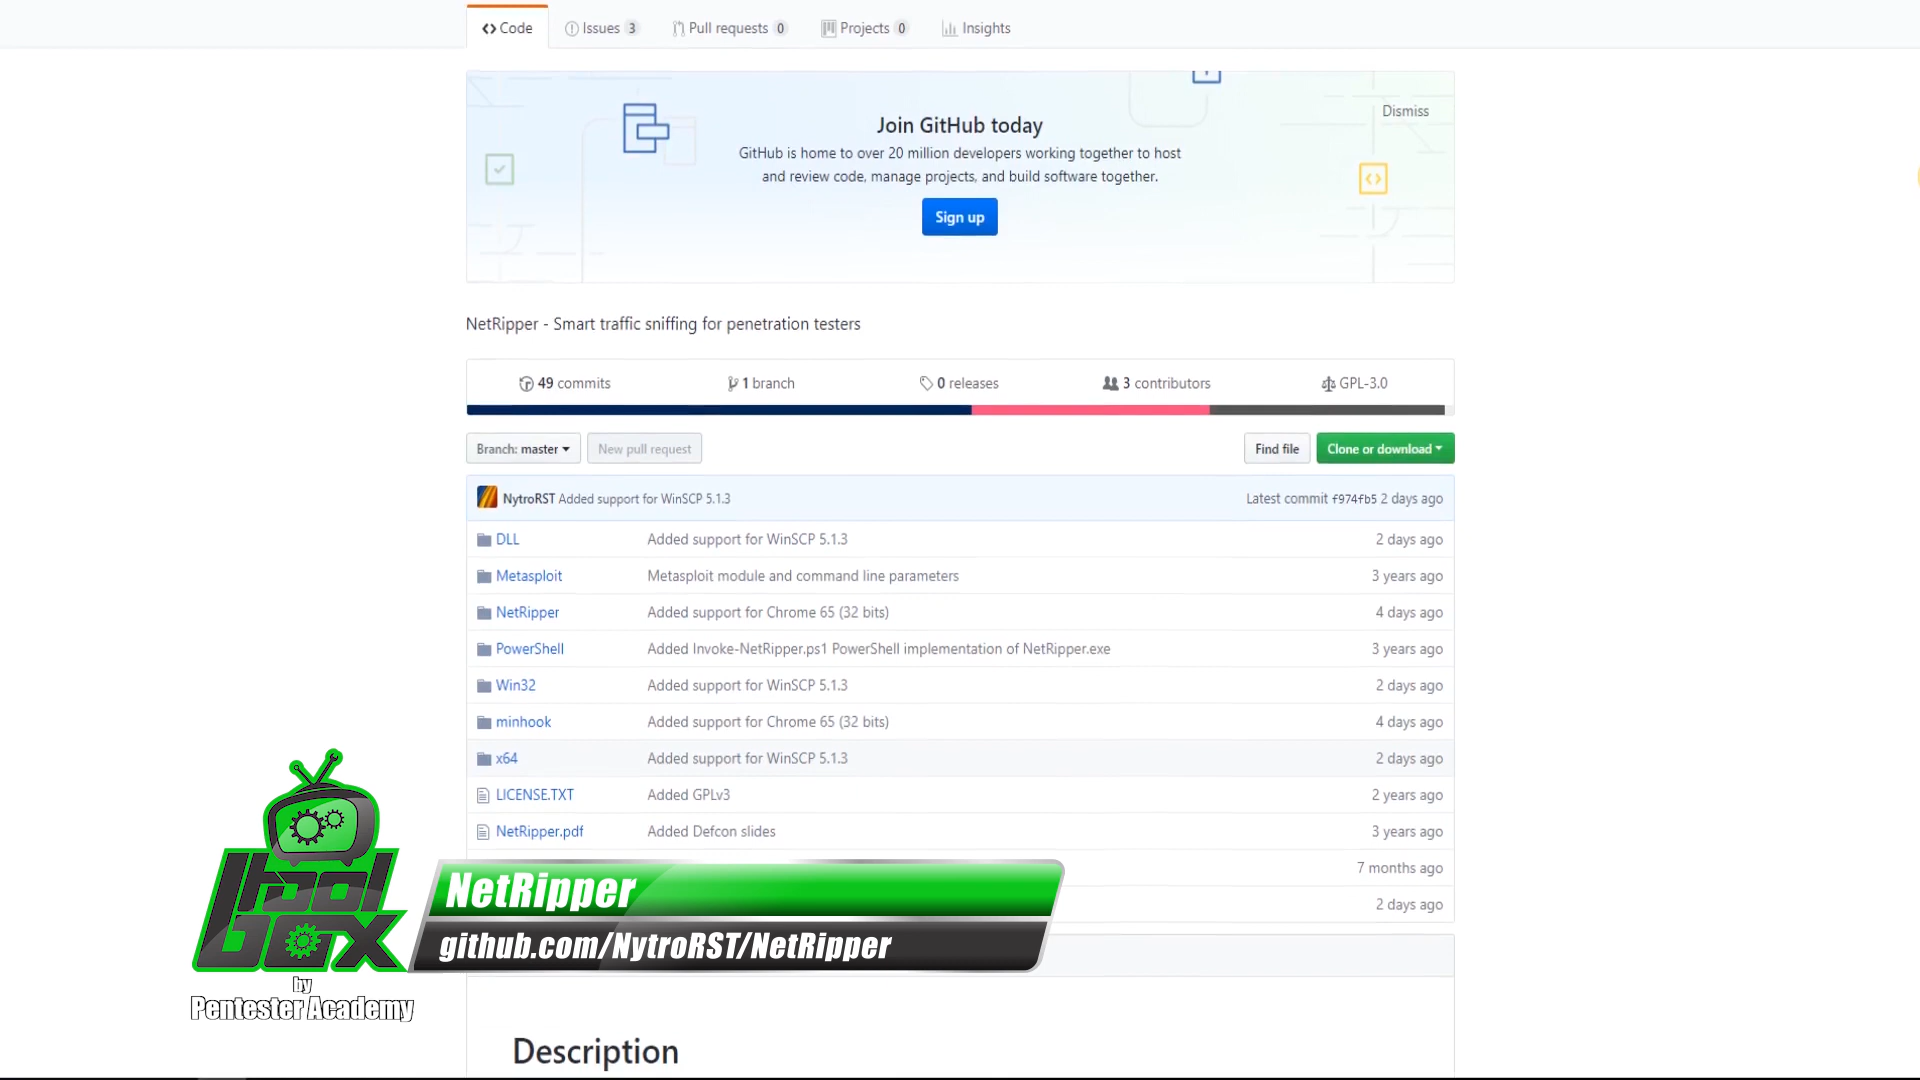 Code
Issues 3
Pull requests 0
Projects 0
Insights
Join GitHub today
Dismiss
GitHub is home to over 20 million developers working together to host
and review code, manage projects, and build software together.
Sign up
NetRipper - Smart traffic sniffing for penetration testers
49 commits
1 branch
0 releases
3 contributors
GPL-3.0
Branch: master
New pull request
Find file
Clone or download
NytroRST Added support for WinSCP 5.1.3
Latest commit f974fb5 2 days ago
DLL Added support for WinSCP 5.1.3 2 days ago
Metasploit Metasploit module and command line parameters 3 years ago
NetRipper Added support for Chrome 65 (32 bits) 4 days ago
PowerShell Added Invoke-NetRipper.ps1 PowerShell implementation of NetRipper.exe 3 years ago
Win32 Added support for WinSCP 5.1.3 2 days ago
minhook Added support for Chrome 65 (32 bits) 4 days ago
x64 Added support for WinSCP 5.1.3 2 days ago
LICENSE.TXT Added GPLv3 2 years ago
NetRipper.pdf Added Defcon slides 3 years ago
7 months ago
2 days ago
NetRipper
github.com/NytroRST/NetRipper
Tool
Box
by
Pentester Academy
Description